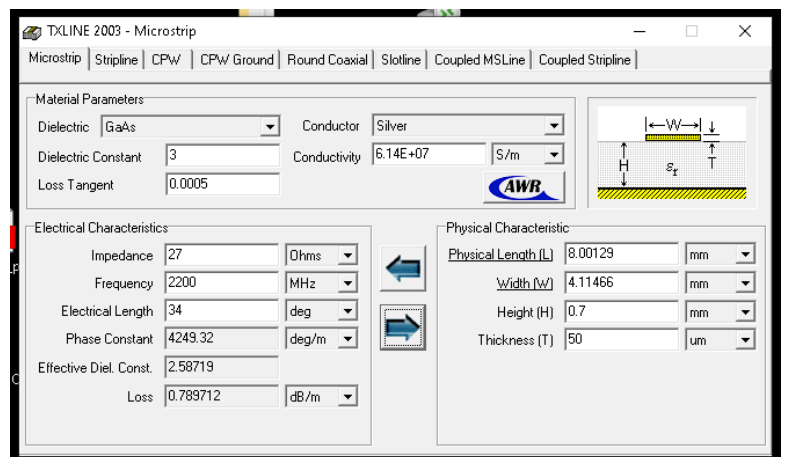 TXLINE 2003 - Microstrip
Microstrip Stripline CPW CPW Ground Round Coaxial Slotline Coupled MSLine Coupled Stripline
Material Parameters
Dielectric GaAs Conductor Silver
Dielectric Constant 3 Conductivity 6.14E+07 S/m
Loss Tangent 0.0005 AWR
W
H εr T
Electrical Characteristics
Impedance 27 Ohms
Frequency 2200 MHz
Electrical Length 34 deg
Phase Constant 4249.32 deg/m
Effective Diel. Const. 2.58719
Loss 0.789712 dB/m
Physical Characteristic
Physical Length (L) 8.00129 mm
Width (W) 4.11466 mm
Height (H) 0.7 mm
Thickness (T) 50 um